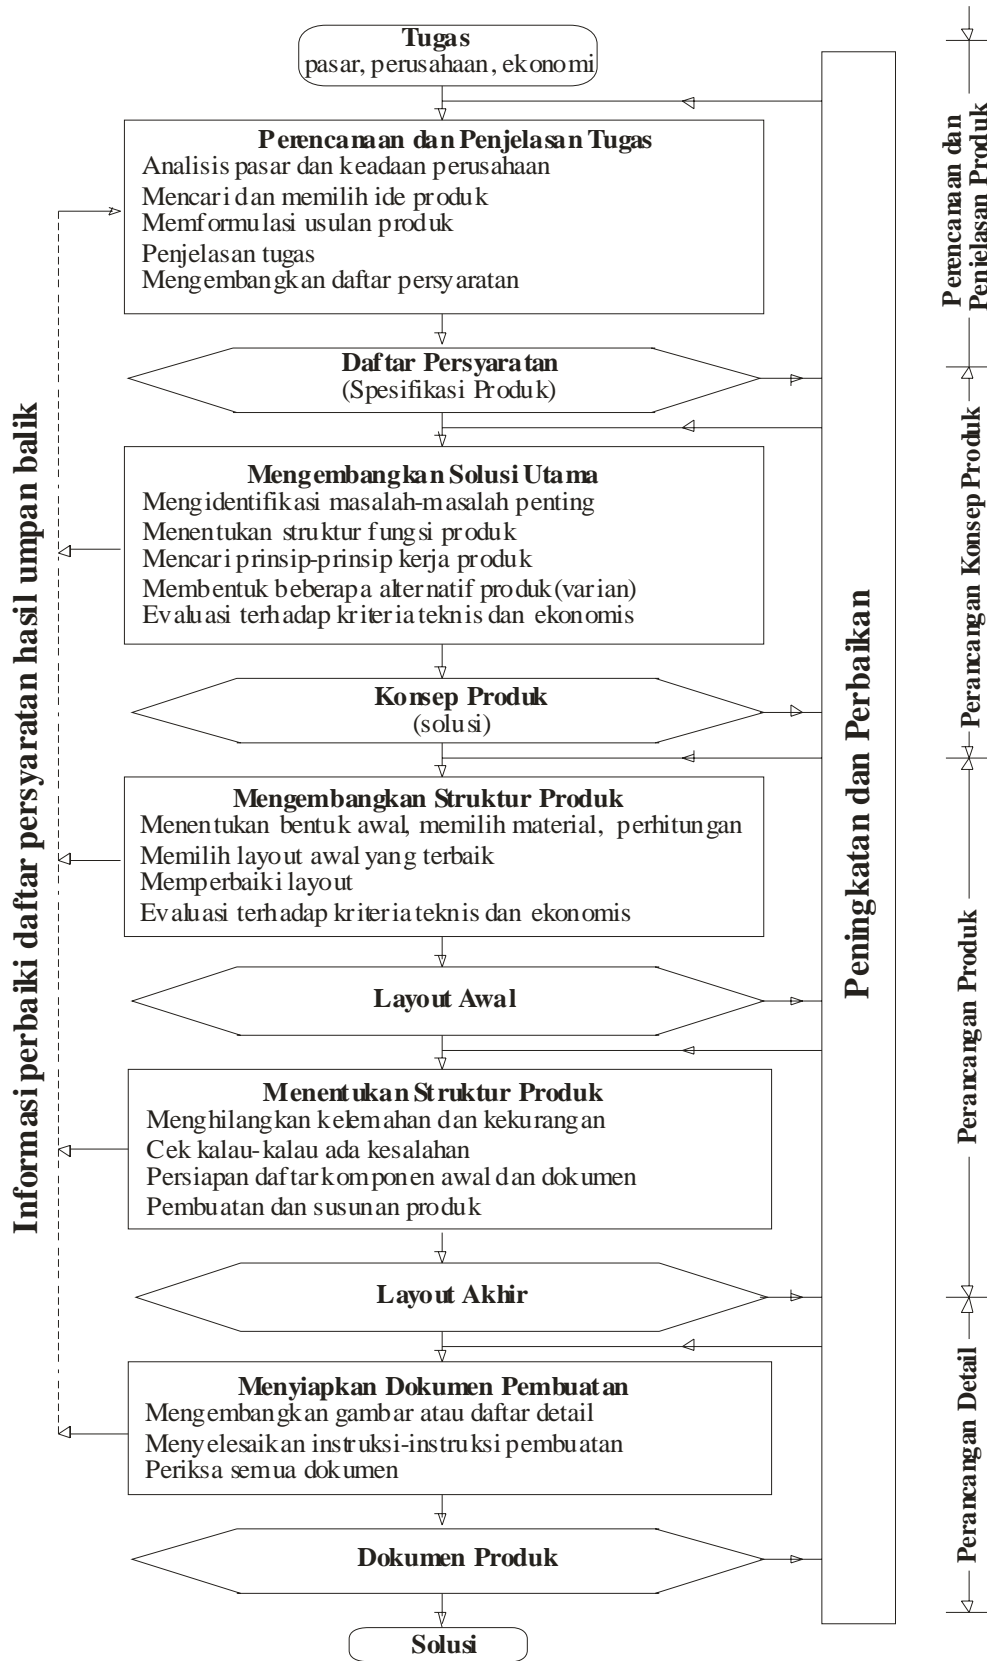 Tugas
pasar, perusahaan, ekonomi
Perencanaan dan Penjelasan Tugas
Analisis pasar dan keadaan perusahaan
Mencari dan memilih ide produk
Memformulasi usulan produk
Penjelasan tugas
Mengembangkan daftar persyaratan
Daftar Persyaratan
(Spesifikasi Produk)
Mengembangkan Solusi Utama
Mengidentifikasi masalah-masalah penting
Menentukan struktur fungsi produk
Mencari prinsip-prinsip kerja produk
Membentuk beberapa alternatif produk (varian)
Evaluasi terhadap kriteria teknis dan ekonomis
Konsep Produk
(solusi)
Mengembangkan Struktur Produk
Menentukan bentuk awal, memilih material, perhitungan
Memilih layout awal yang terbaik
Memperbaiki layout
Evaluasi terhadap kriteria teknis dan ekonomis
Layout Awal
Menentukan Struktur Produk
Menghilangkan kelemahan dan kekurangan
Cek kalau-kalau ada kesalahan
Persiapan daftar komponen awal dan dokumen
Pembuatan dan susunan produk
Layout Akhir
Menyiapkan Dokumen Pembuatan
Mengembangkan gambar atau daftar detail
Menyelesaikan instruksi-instruksi pembuatan
Periksa semua dokumen
Dokumen Produk
Solusi
Informasi perbaiki daftar persyaratan hasil umpan balik
Peningkatan dan Perbaikan
Perencanaan dan
Penjelasan Produk
Perancangan Konsep Produk
Perancangan Produk
Perancangan Detail